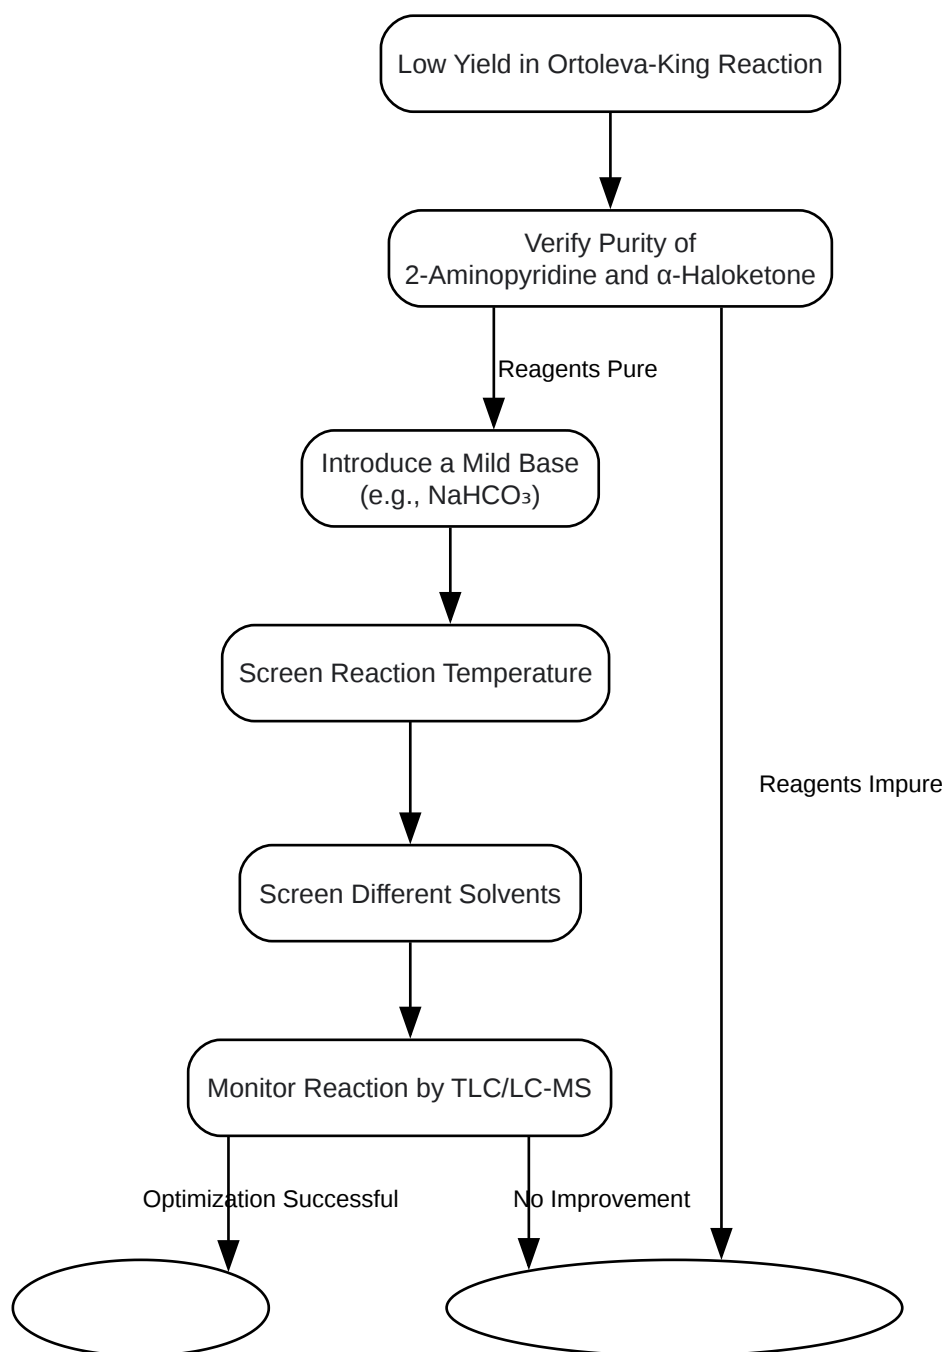 Low Yield in Ortoleva-King Reaction
Verify Purity of
2-Aminopyridine and α-Haloketone
Reagents Pure
Introduce a Mild Base
(e.g., NaHCO₃)
Screen Reaction Temperature
Reagents Impure
Screen Different Solvents
Monitor Reaction by TLC/LC-MS
Optimization Successful
No Improvement